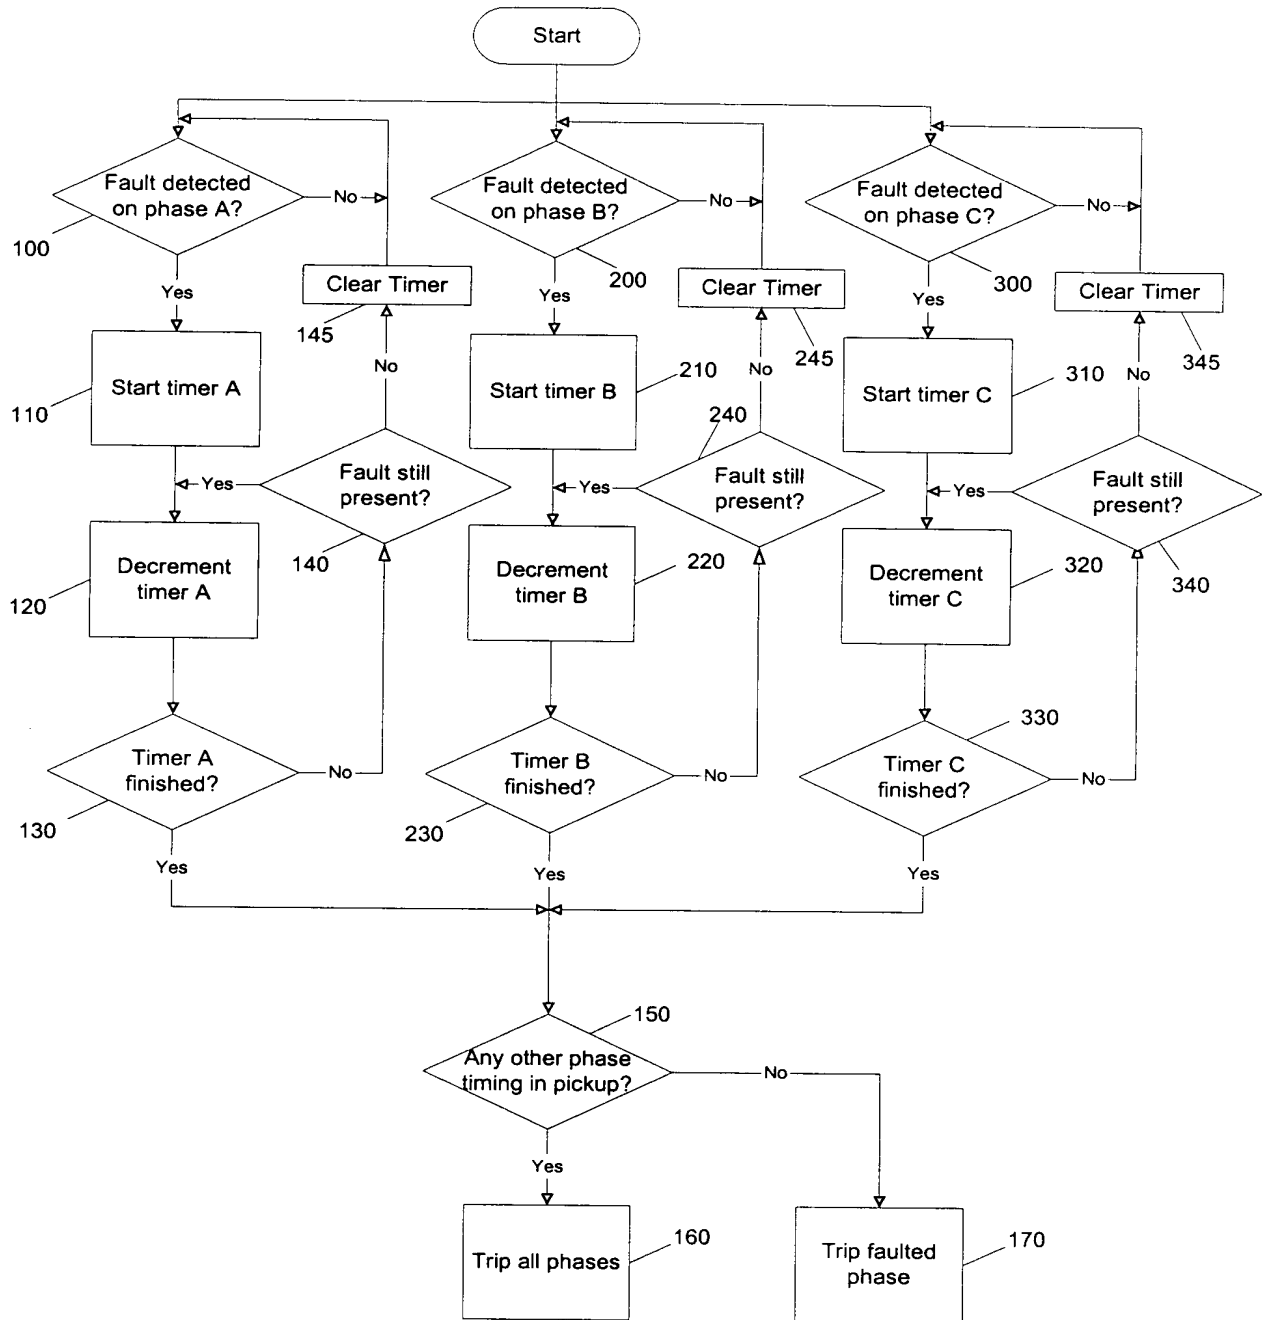 Start
Fault detected
on phase A?
No
100
Yes
Fault detected
on phase B?
No
200
Yes
Fault detected
on phase C?
No
300
Yes
Clear Timer
145
Clear Timer
245
Clear Timer
345
Start timer A
110
No
Start timer B
210
No
Start timer C
310
No
Yes
Fault still
present?
140
240
Yes
Fault still
present?
Yes
Fault still
present?
340
Decrement
timer A
120
Decrement
timer B
220
Decrement
timer C
320
Timer A
finished?
No
130
Yes
Timer B
finished?
No
230
Yes
330
Timer C
finished?
No
Yes
150
Any other phase
timing in pickup?
No
Yes
Trip all phases
160
Trip faulted
phase
170